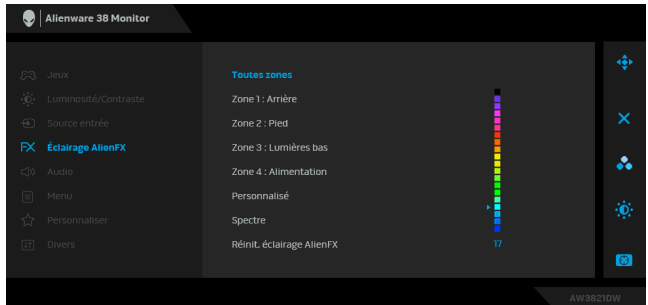 Alienware 38 Monitor
Jeux
Luminosité/Contraste
Source entrée
Éclairage AlienFX
Audio
Menu
Personnaliser
Divers
Toutes zones
Zone 1 : Arrière
Zone 2 : Pied
Zone 3 : Lumières bas
Zone 4 : Alimentation
Personnalisé
Spectre
Réinit. éclairage AlienFX
17
AW3821DW